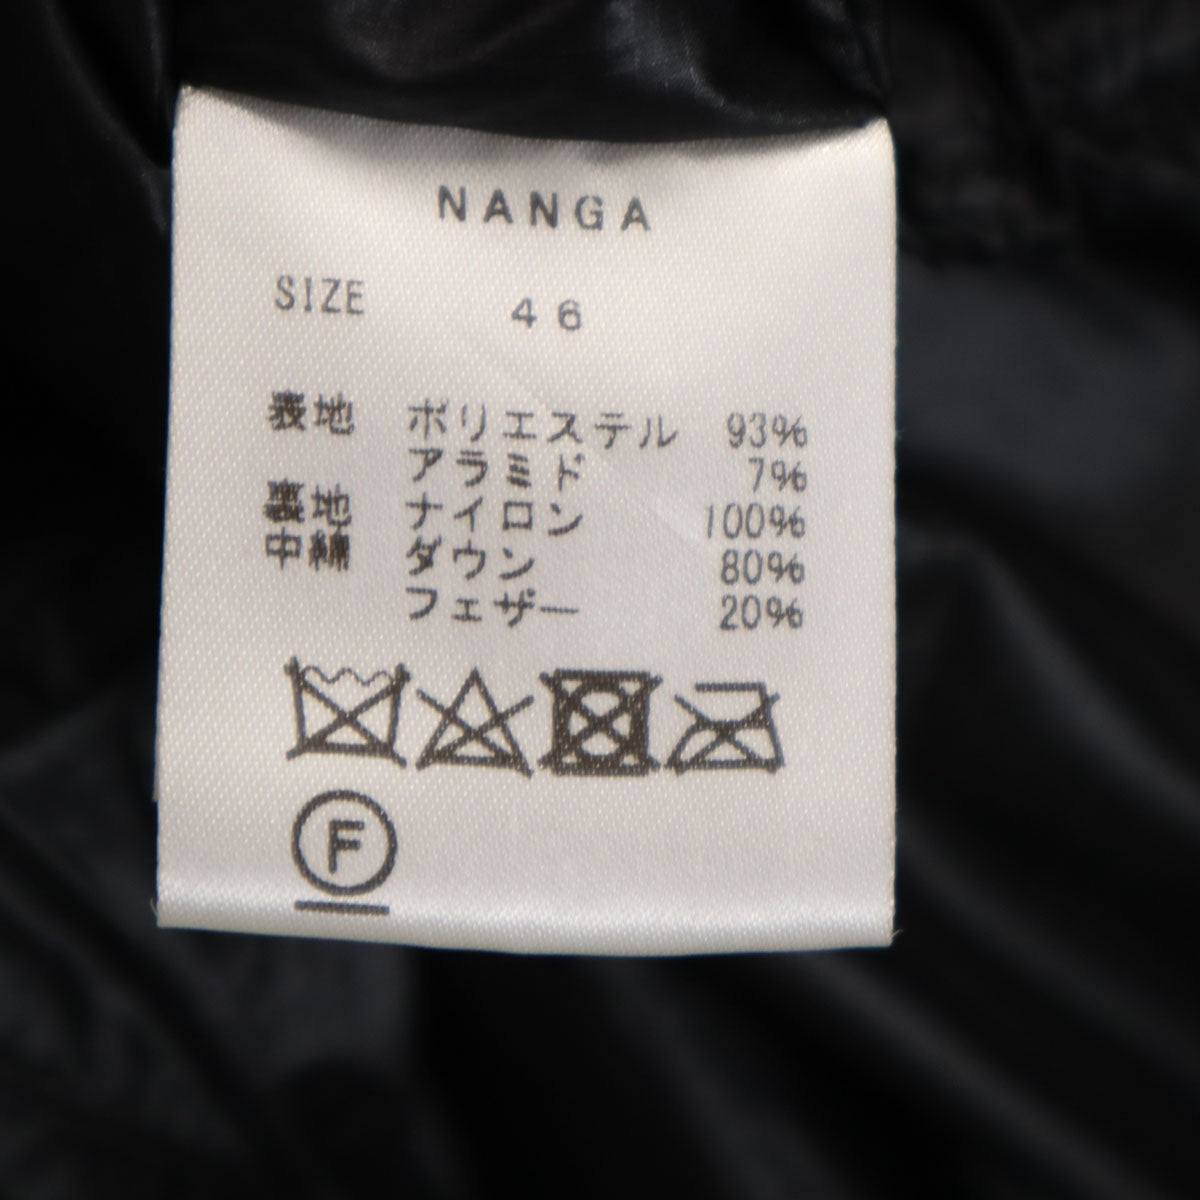 NANGA
SIZE 46
表地 ポリエステル 93%
アラミド 7%
裏地 ナイロン 100%
中綿 ダウン 80%
フェザー 20%
F